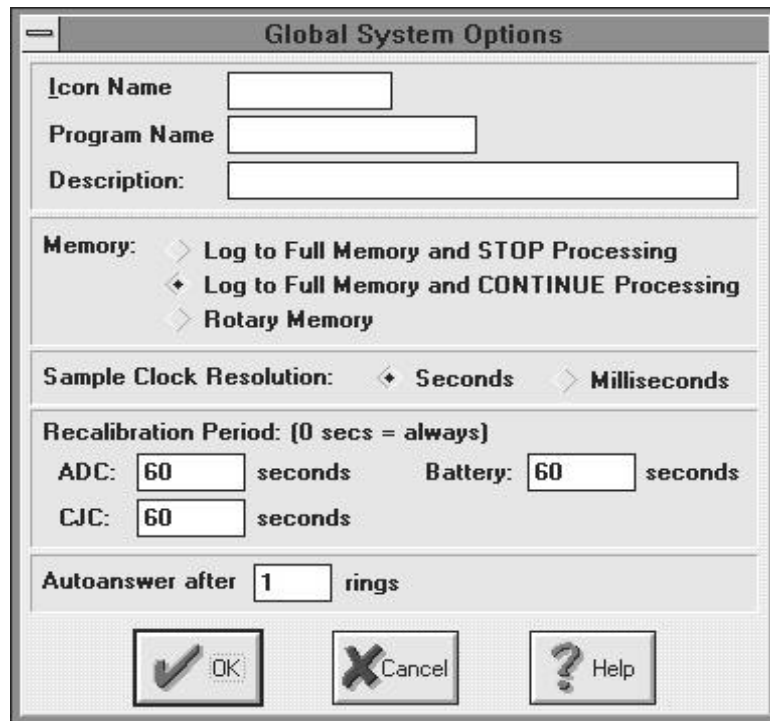 Global System Options
Icon Name
Program Name
Description:
Memory: Log to Full Memory and STOP Processing
Log to Full Memory and CONTINUE Processing
Rotary Memory
Sample Clock Resolution: Seconds Milliseconds
Recalibration Period: (0 secs = always)
ADC: 60 seconds Battery: 60 seconds
CJC: 60 seconds
Autoanswer after 1 rings
OK Cancel Help